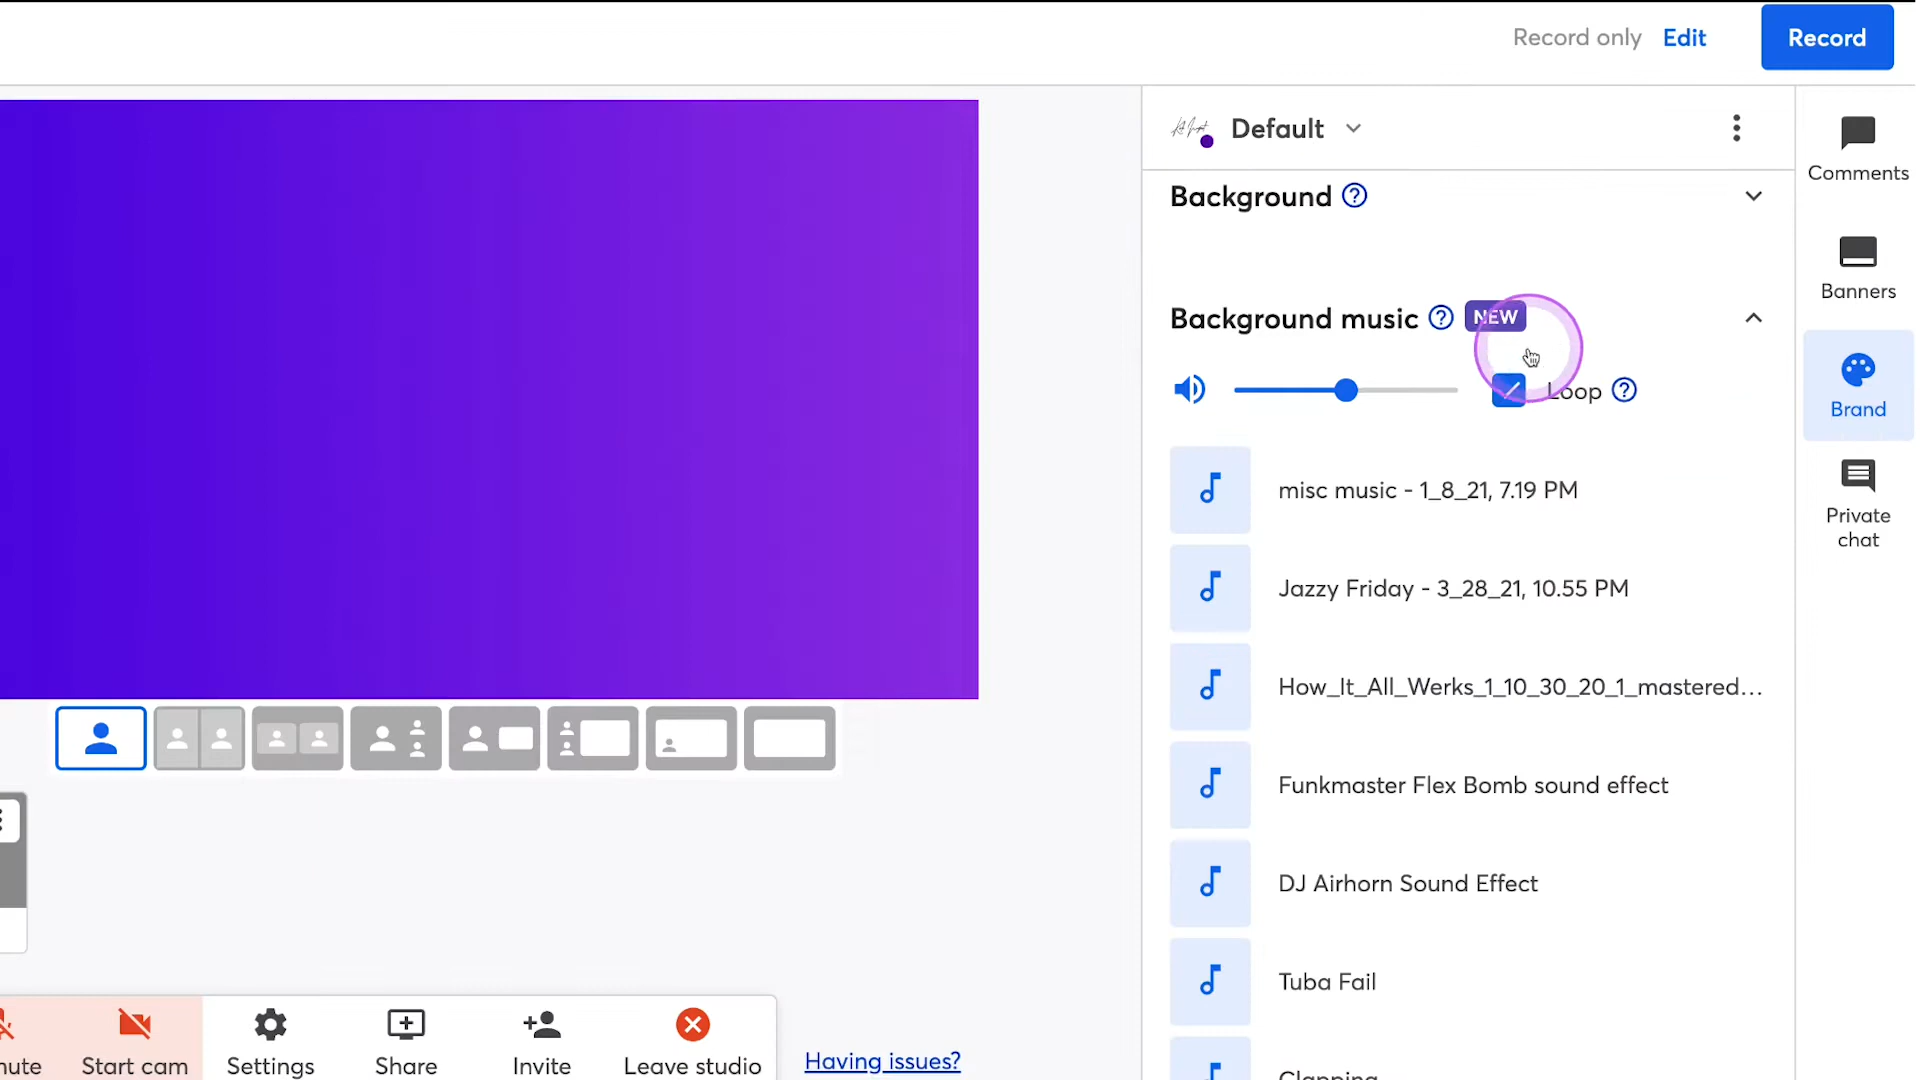 Record only Edit Record
Default
Background
Background music NEW
Loop
misc music - 1_8_21, 7.19 PM
Jazzy Friday - 3_28_21, 10.55 PM
How_It_All_Werks_1_10_30_20_1_mastered...
Funkmaster Flex Bomb sound effect
DJ Airhorn Sound Effect
Tuba Fail
Clapping
Comments
Banners
Brand
Private
chat
Start cam Settings Share Invite Leave studio Having issues?